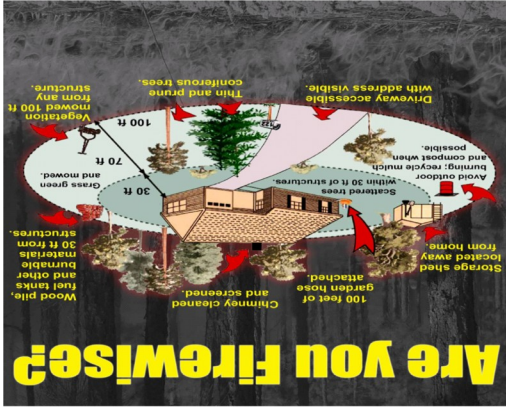 Are you Firewise?
Chimney cleaned
and screened.
100 feet of
garden hose
attached.
Wood pile,
fuel tanks
and other
burnable
materials
30 ft from
structures.
Storage shed
located away
from home.
30 ft
70 ft
100 ft
Grass green
and mowed.
Scattered trees
within 30 ft of structures.
Avoid outdoor
burning; recycle mulch
and compost when
possible.
Vegetation
mowed 100 ft
from any
structure.
Thin and prune
coniferous trees.
Driveway accessible
with address visible.